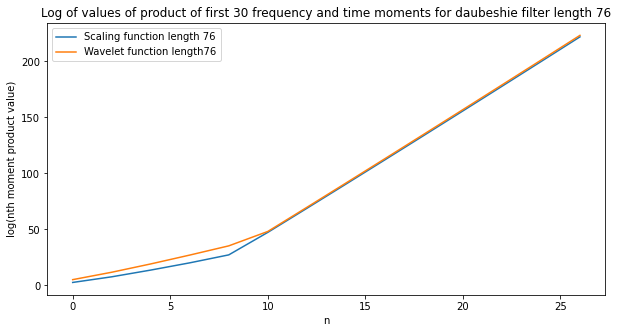 Log of values of product of first 30 frequency and time moments for daubeshie filter length 76
Scaling function length 76
Wavelet function length76
log(nth moment product value)
200
150
100
50
0
0 5 10 15 20 25
n